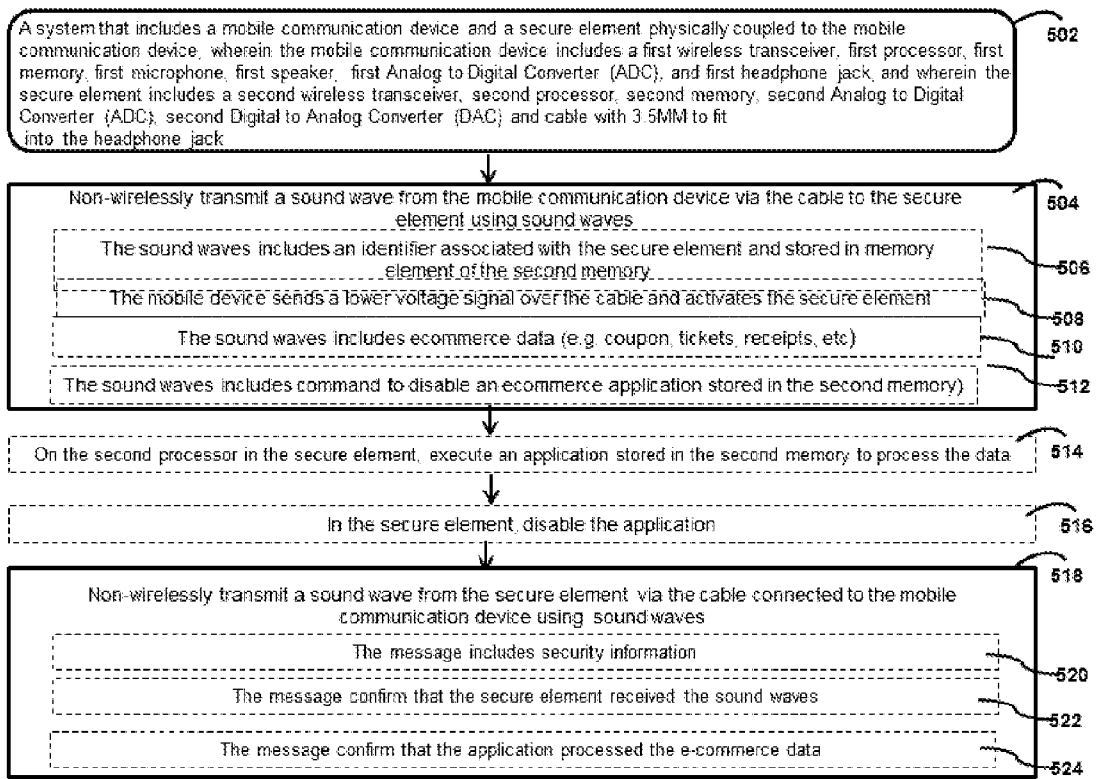 A system that includes a mobile communication device and a secure element physically coupled to the mobile
communication device, wherein the mobile communication device includes a first wireless transceiver, first processor, first
memory, first microphone, first speaker, first Analog to Digital Converter (ADC), and first headphone jack, and wherein the
secure element includes a second wireless transceiver, second processor, second memory, second Analog to Digital
Converter (ADC), second Digital to Analog Converter (DAC) and cable with 3.5MM to fit
into the headphone jack
502
Non-wirelessly transmit a sound wave from the mobile communication device via the cable to the secure
element using sound waves
504
The sound waves includes an identifier associated with the secure element and stored in memory
element of the second memory
506
The mobile device sends a lower voltage signal over the cable and activates the secure element
508
The sound waves includes ecommerce data (e.g. coupon, tickets, receipts, etc)
510
The sound waves includes command to disable an ecommerce application stored in the second memory)
512
On the second processor in the secure element, execute an application stored in the second memory to process the data
514
In the secure element, disable the application
516
518
Non-wirelessly transmit a sound wave from the secure element via the cable connected to the mobile
communication device using sound waves
The message includes security information
520
The message confirm that the secure element received the sound waves
522
The message confirm that the application processed the e-commerce data
524